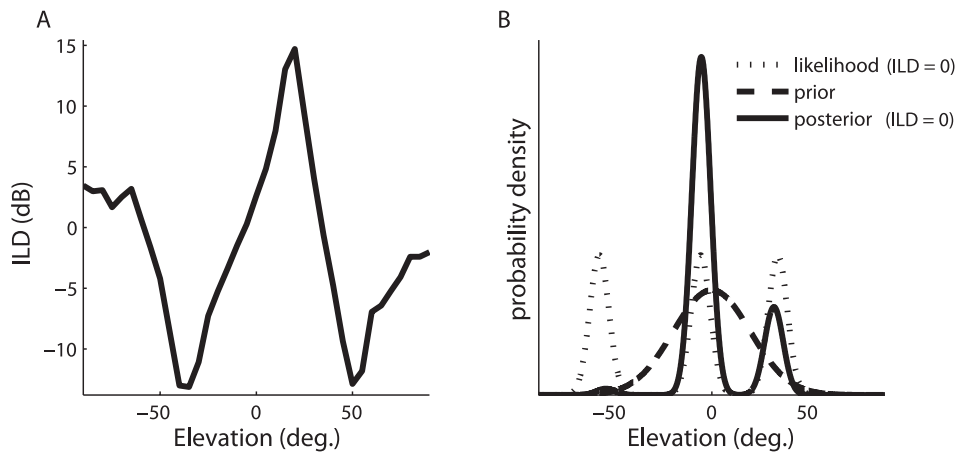 A
15
10
5
0
−5
−10
ILD (dB)
−50
0
50
Elevation (deg.)
B
likelihood (ILD = 0)
prior
posterior (ILD = 0)
probability density
−50
0
50
Elevation (deg.)